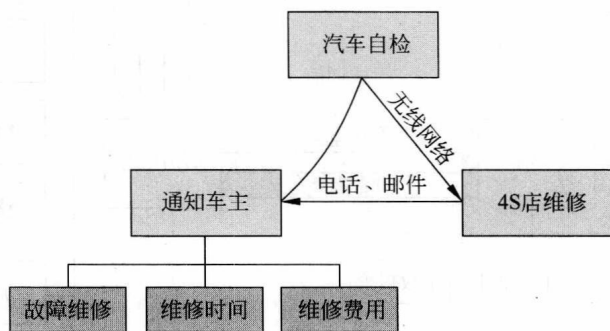 汽车自检
无线网络
电话、邮件
通知车主
4S店维修
故障维修
维修时间
维修费用